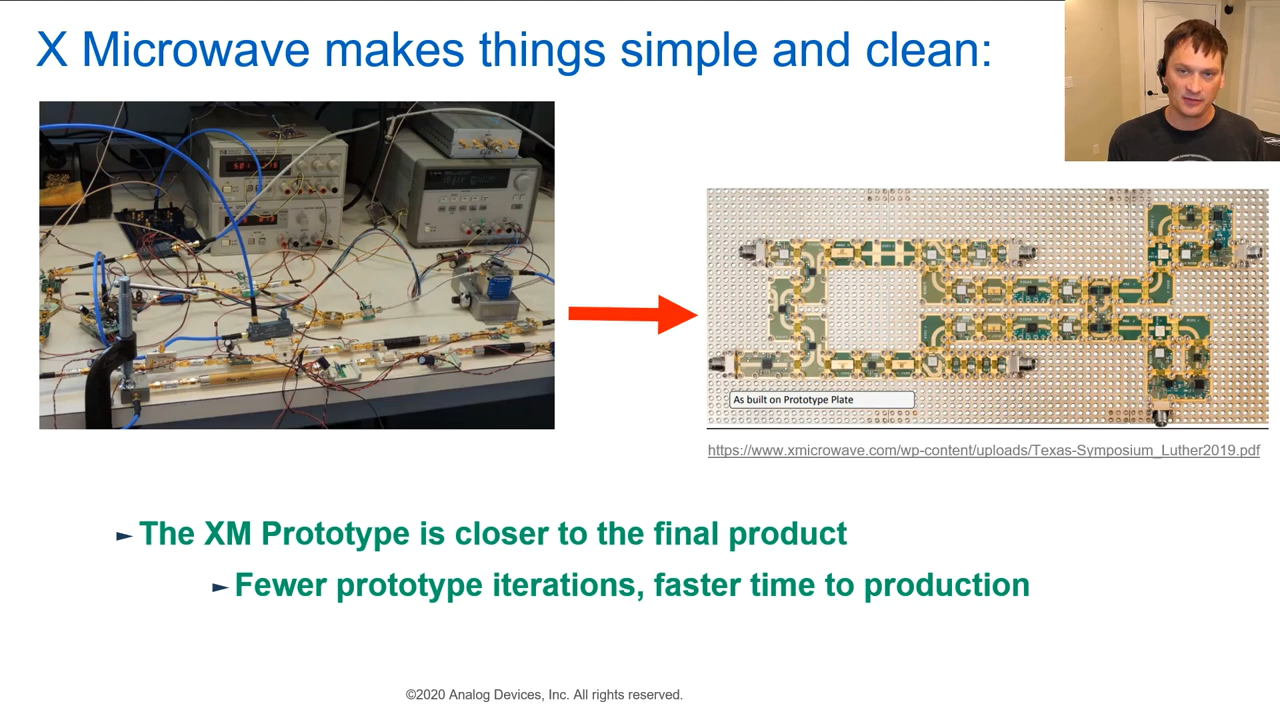 X Microwave makes things simple and clean:
As built on Prototype Plate
https://www.xmicrowave.com/wp-content/uploads/Texas-Symposium_Luther2019.pdf
The XM Prototype is closer to the final product
Fewer prototype iterations, faster time to production
©2020 Analog Devices, Inc. All rights reserved.